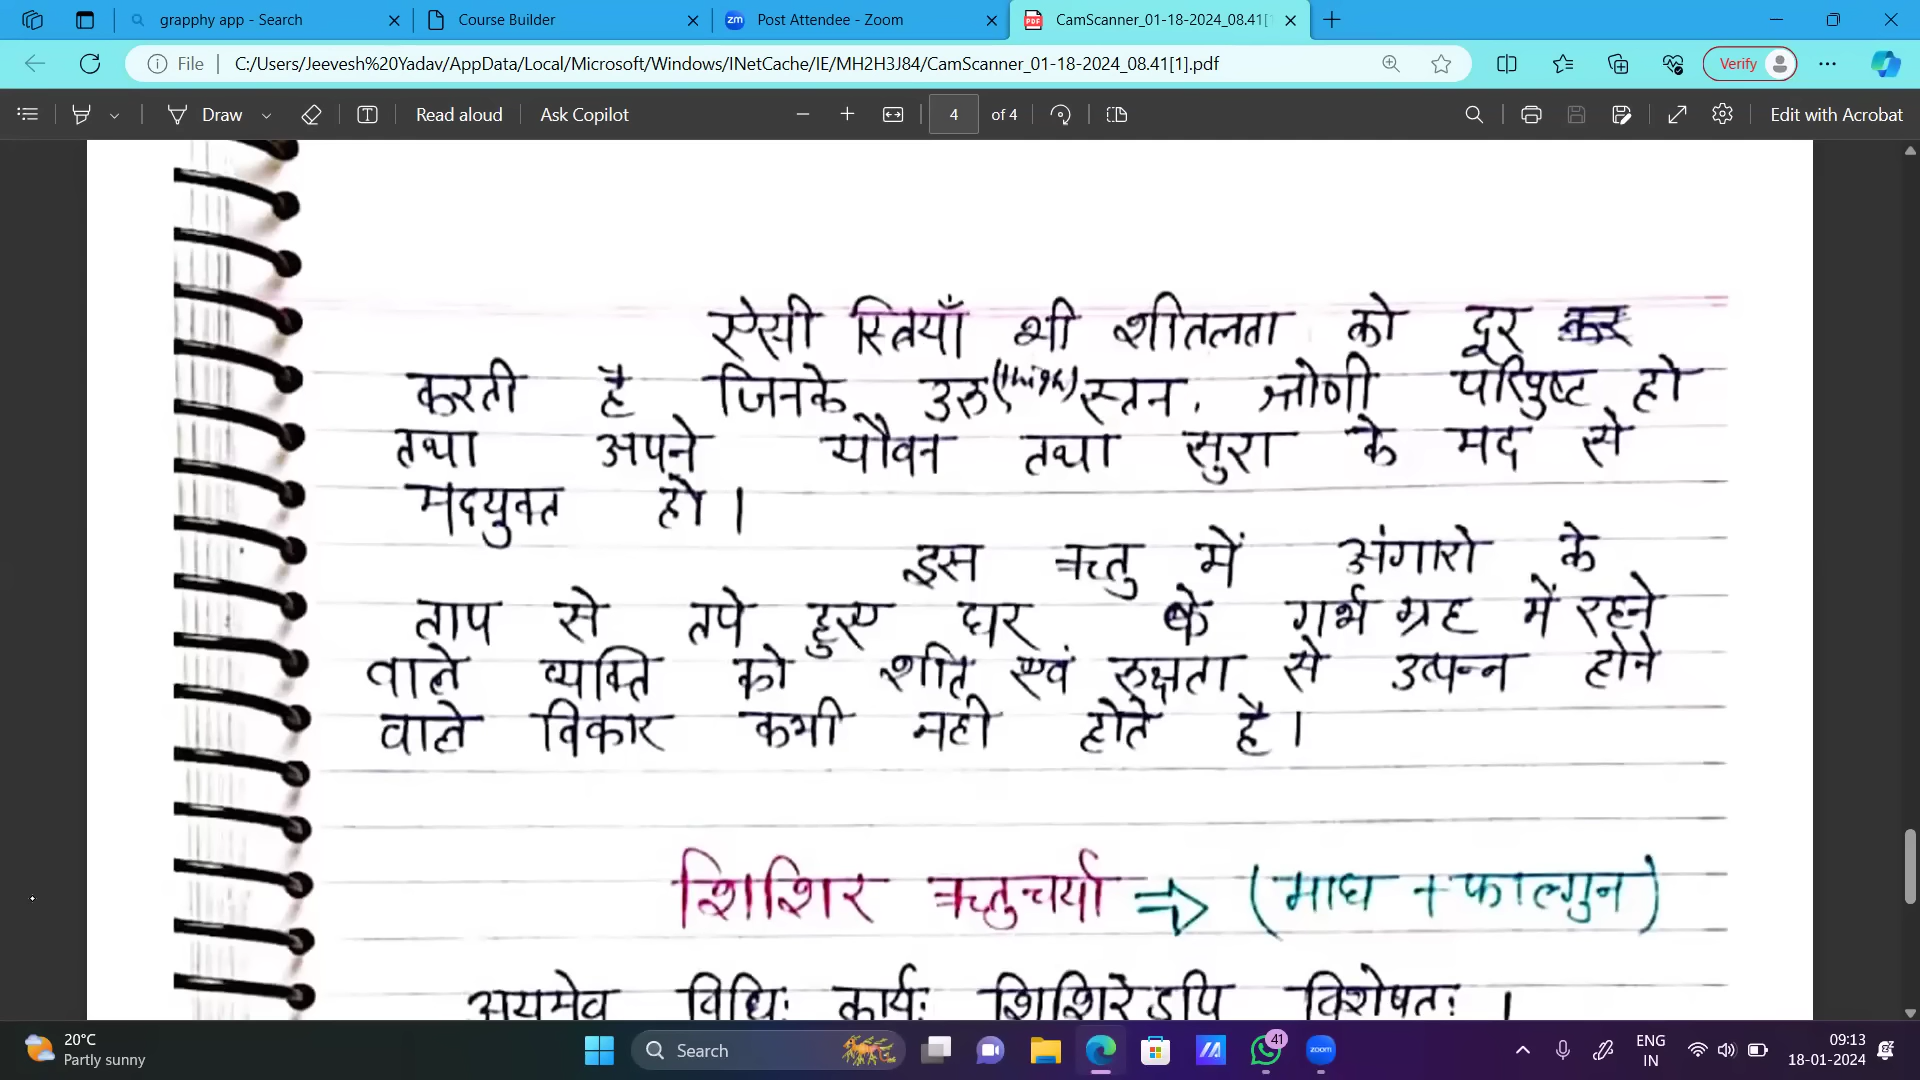 grapphy app - Search
Course Builder
zm Post Attendee - Zoom
CamScanner_01-18-2024_08.41[1
File C:/Users/Jeevesh%20Yadav/AppData/Local/Microsoft/Windows/INetCache/IE/MH2H3J84/CamScanner_01-18-2024_08.41[1].pdf
Verify
Draw
Read aloud
Ask Copilot
4 of 4
Edit with Acrobat
ऐसी स्त्रियाँ भी शीतलता को दूर
करती है जिनके उरु (thigh) स्तन, श्रोणी परिपुष्ट हो
तथा अपने यौवन तथा सुरा के मद से
मदयुक्त हो।
इस ऋतु में अंगारो के
ताप से तपे हुए घर के गर्भ ग्रह में रहने
वाले व्यक्ति को शीत एवं रुक्षता से उत्पन्न होने
वाले विकार कभी नही होते है।
शिशिर ऋतुचर्या ⇒ (माघ + फाल्गुन)
अयमेव विधिः कार्यः शिशिरेऽपि विशेषतः।
20°C
Partly sunny
Search
41
zoom
ENG
IN
09:13
18-01-2024